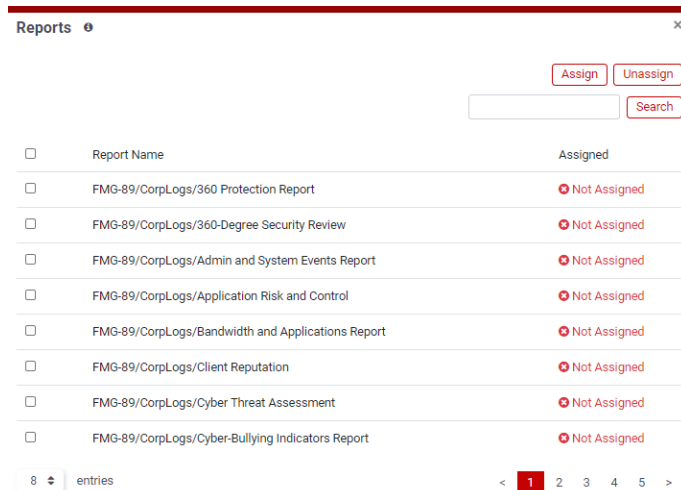 Reports
Assign Unassign
Search
Report Name Assigned
FMG-89/CorpLogs/360 Protection Report Not Assigned
FMG-89/CorpLogs/360-Degree Security Review Not Assigned
FMG-89/CorpLogs/Admin and System Events Report Not Assigned
FMG-89/CorpLogs/Application Risk and Control Not Assigned
FMG-89/CorpLogs/Bandwidth and Applications Report Not Assigned
FMG-89/CorpLogs/Client Reputation Not Assigned
FMG-89/CorpLogs/Cyber Threat Assessment Not Assigned
FMG-89/CorpLogs/Cyber-Bullying Indicators Report Not Assigned
8 entries < 1 2 3 4 5 >